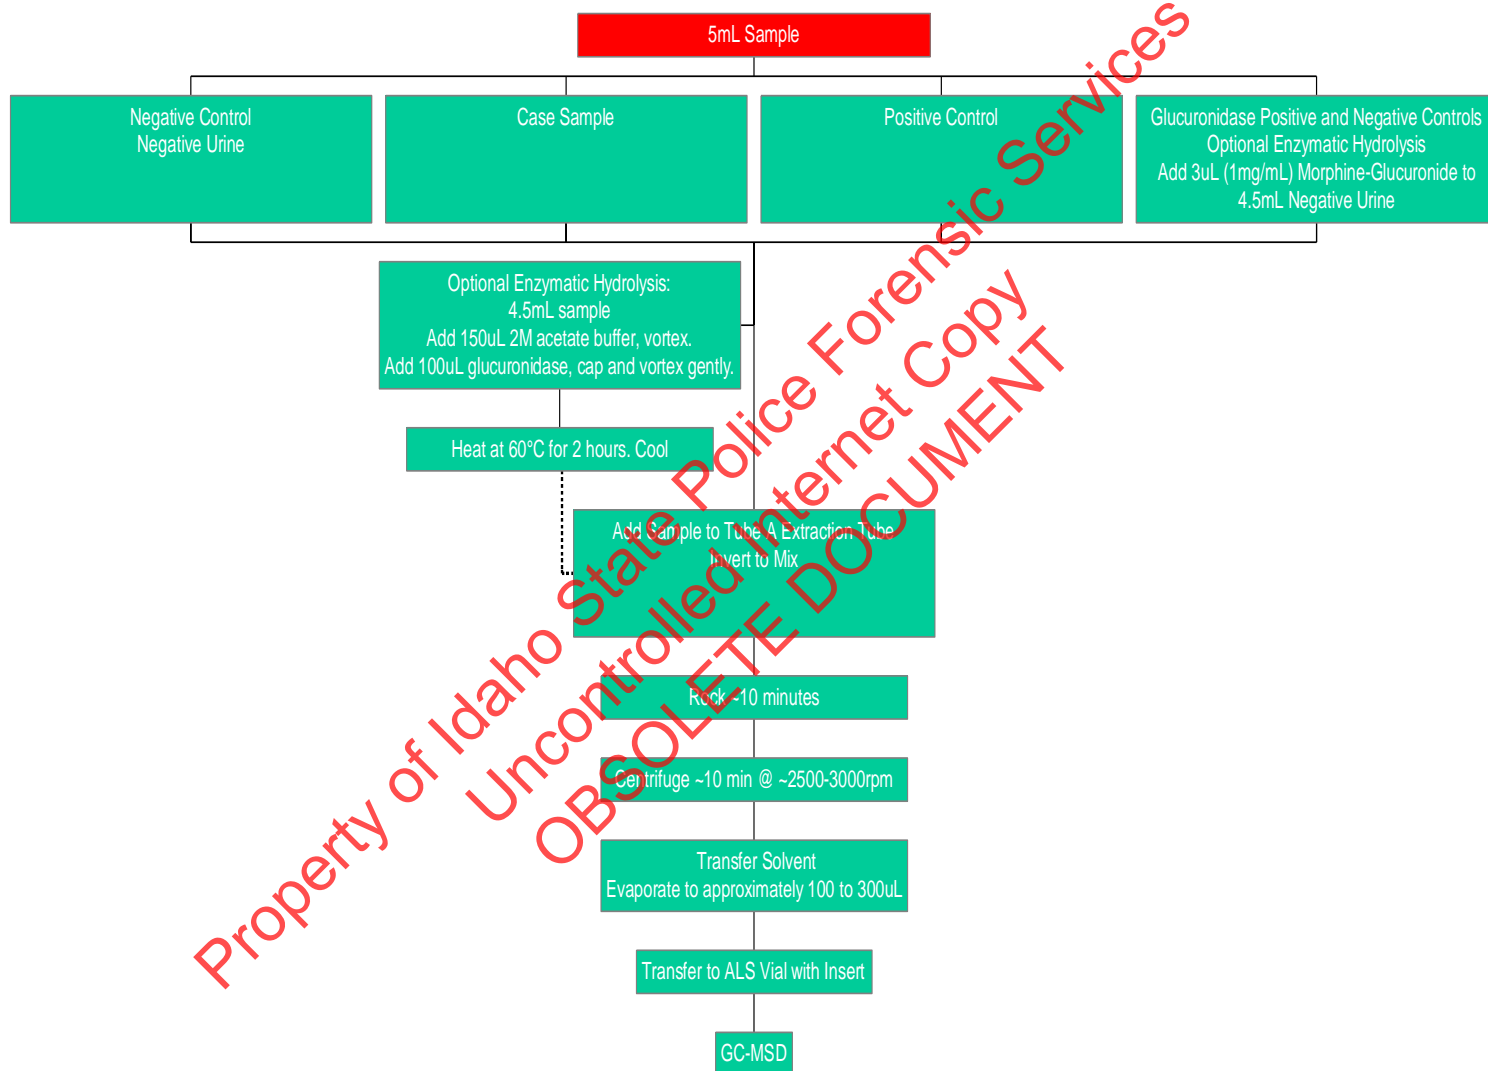 5mL Sample
Negative Control
Negative Urine
Case Sample
Positive Control
Glucuronidase Positive and Negative Controls
Optional Enzymatic Hydrolysis
Add 3uL (1mg/mL) Morphine-Glucuronide to
4.5mL Negative Urine
Optional Enzymatic Hydrolysis:
4.5mL sample
Add 150uL 2M acetate buffer, vortex.
Add 100uL glucuronidase, cap and vortex gently.
Heat at 60°C for 2 hours. Cool
Add Sample to Tube A Extraction Tube
Invert to Mix
Rock ~10 minutes
Centrifuge ~10 min @ ~2500-3000rpm
Transfer Solvent
Evaporate to approximately 100 to 300uL
Transfer to ALS Vial with Insert
GC-MSD
Property of Idaho State Police Forensic Services
Uncontrolled Internet Copy
OBSOLETE DOCUMENT